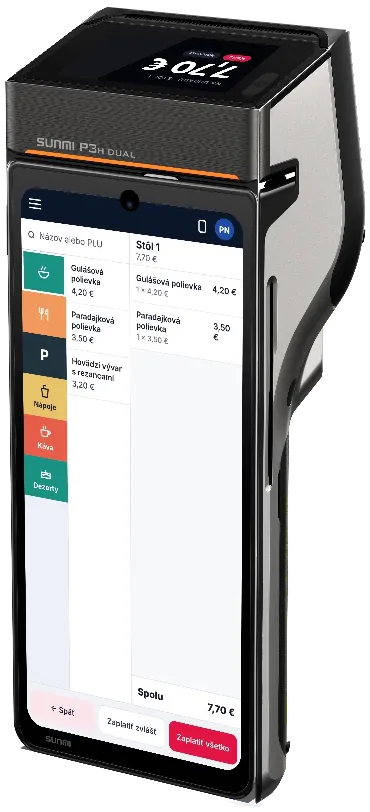 7,70 €
SUNMI P3H DUAL
PN
Názov alebo PLU
Stôl 1
7,70 €
Gulášová
polievka
4,20 €
Gulášová polievka 4,20 €
1 × 4,20 €
Paradajková
polievka
3,50 €
Paradajková
polievka
1 × 3,50 €
3,50
€
P
Hovädzí vývar
s rezancami
3,20 €
Nápoje
Káva
Dezerty
Spolu 7,70 €
← Späť
Zaplatiť zvlášť
Zaplatiť všetko
SUNMI